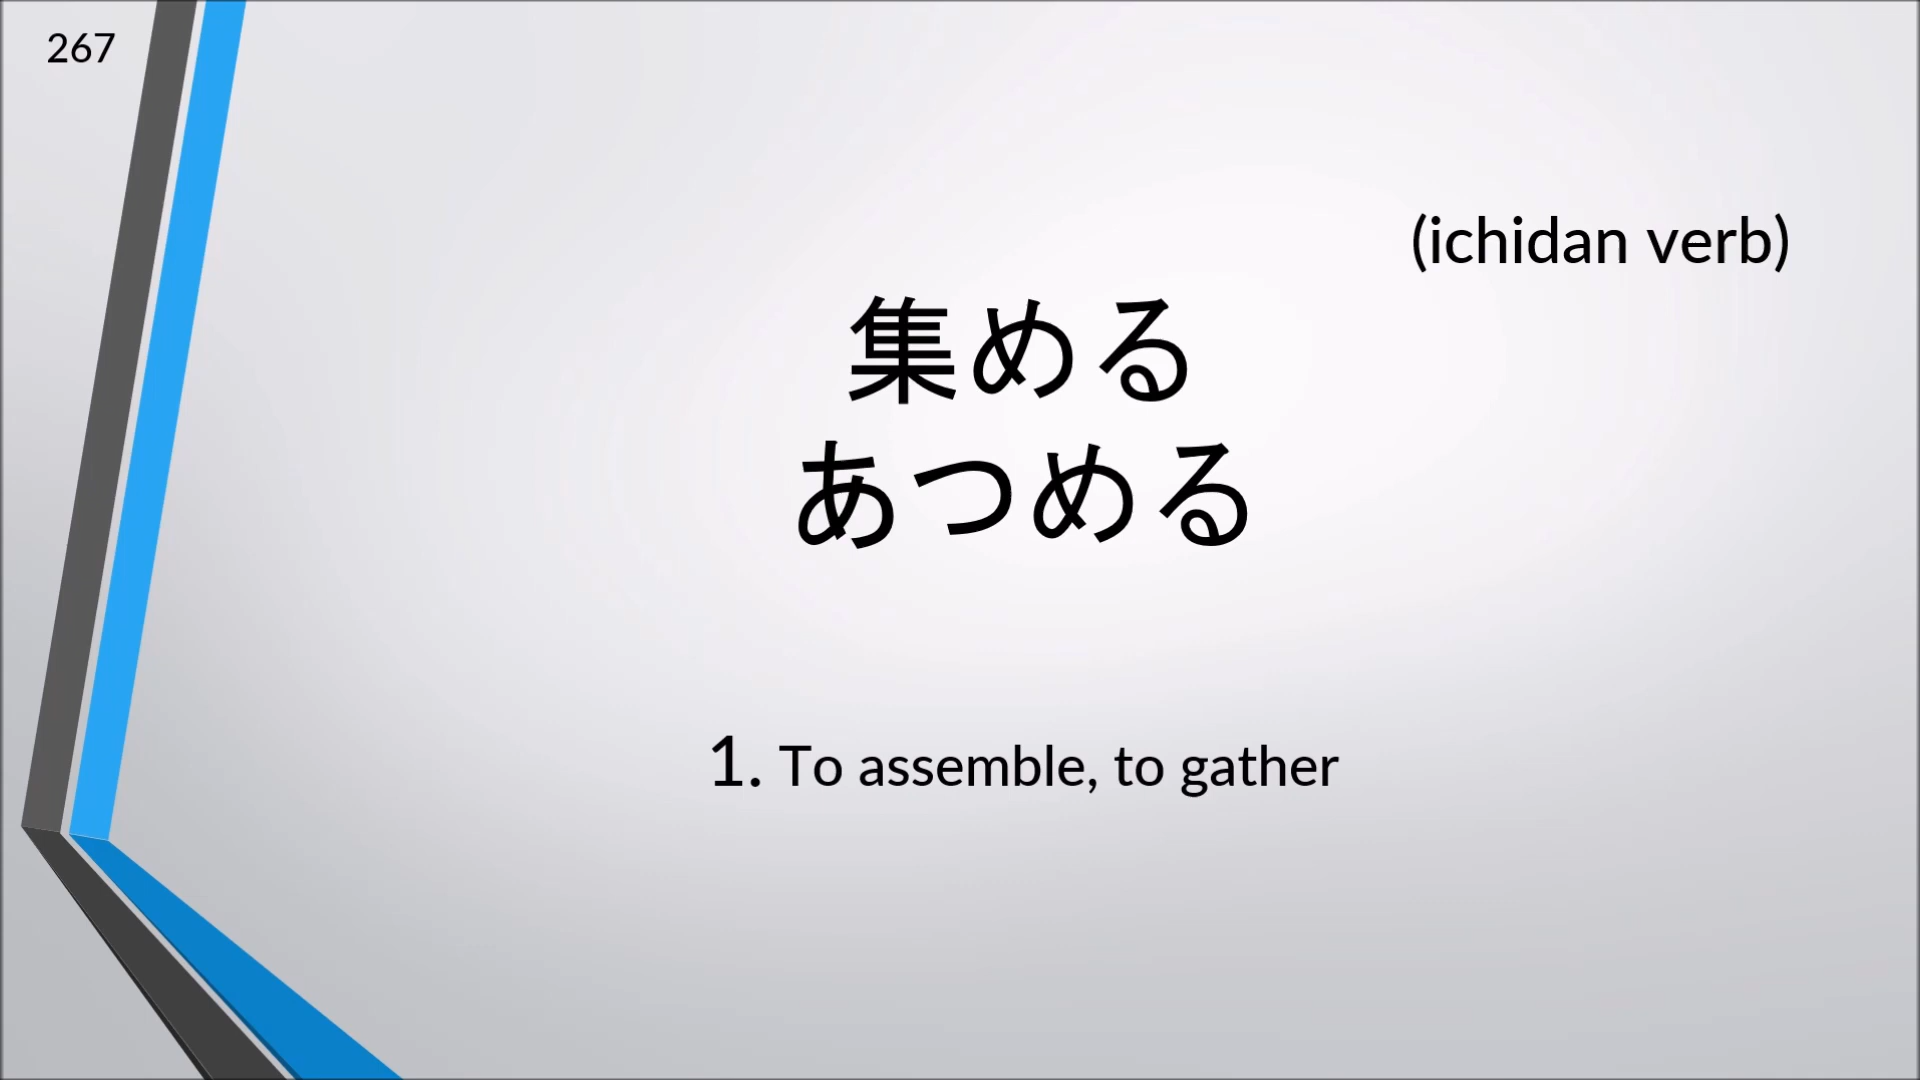 267
(ichidan verb)
集める
あつめる
1. To assemble, to gather